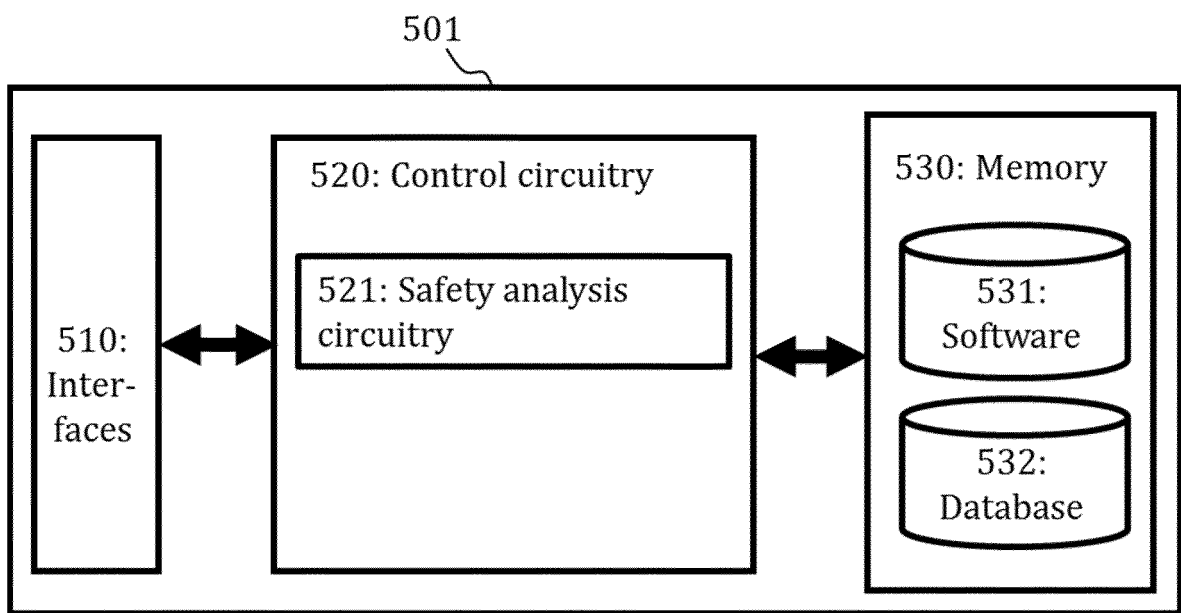 501
510:
Inter-
faces
520: Control circuitry
521: Safety analysis
circuitry
530: Memory
531:
Software
532:
Database